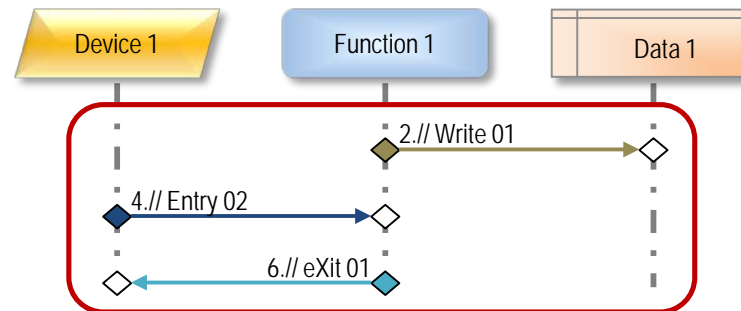 Device 1
Function 1
Data 1
2.// Write 01
4.// Entry 02
6.// eXit 01